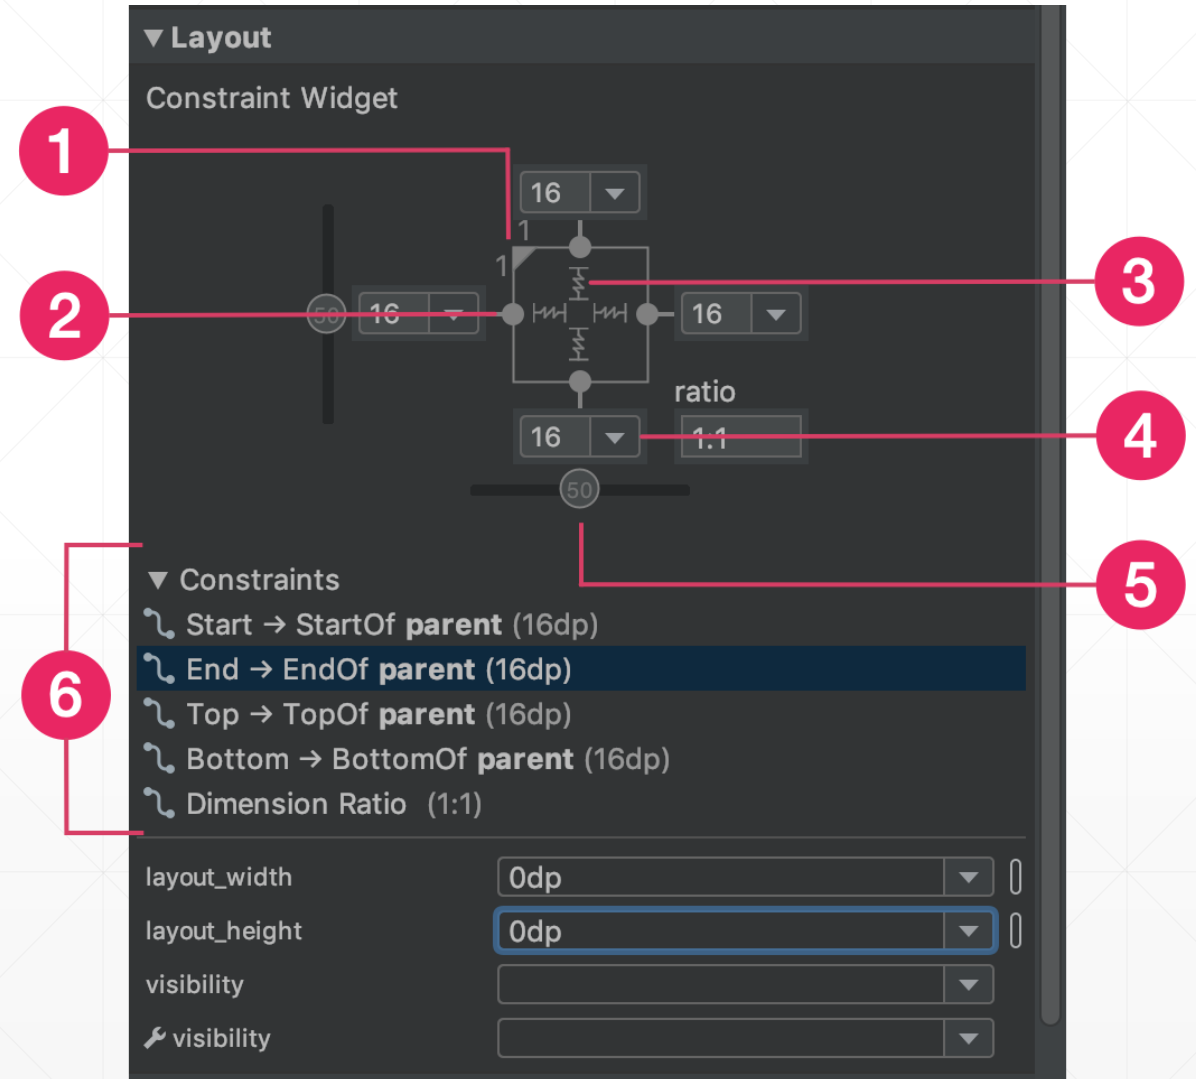 Layout
Constraint Widget
1
16
1
1
2
50
16
16
3
ratio
16
1:1
4
50
5
Constraints
Start → StartOf parent (16dp)
End → EndOf parent (16dp)
6
Top → TopOf parent (16dp)
Bottom → BottomOf parent (16dp)
Dimension Ratio (1:1)
layout_width 0dp
layout_height 0dp
visibility
visibility